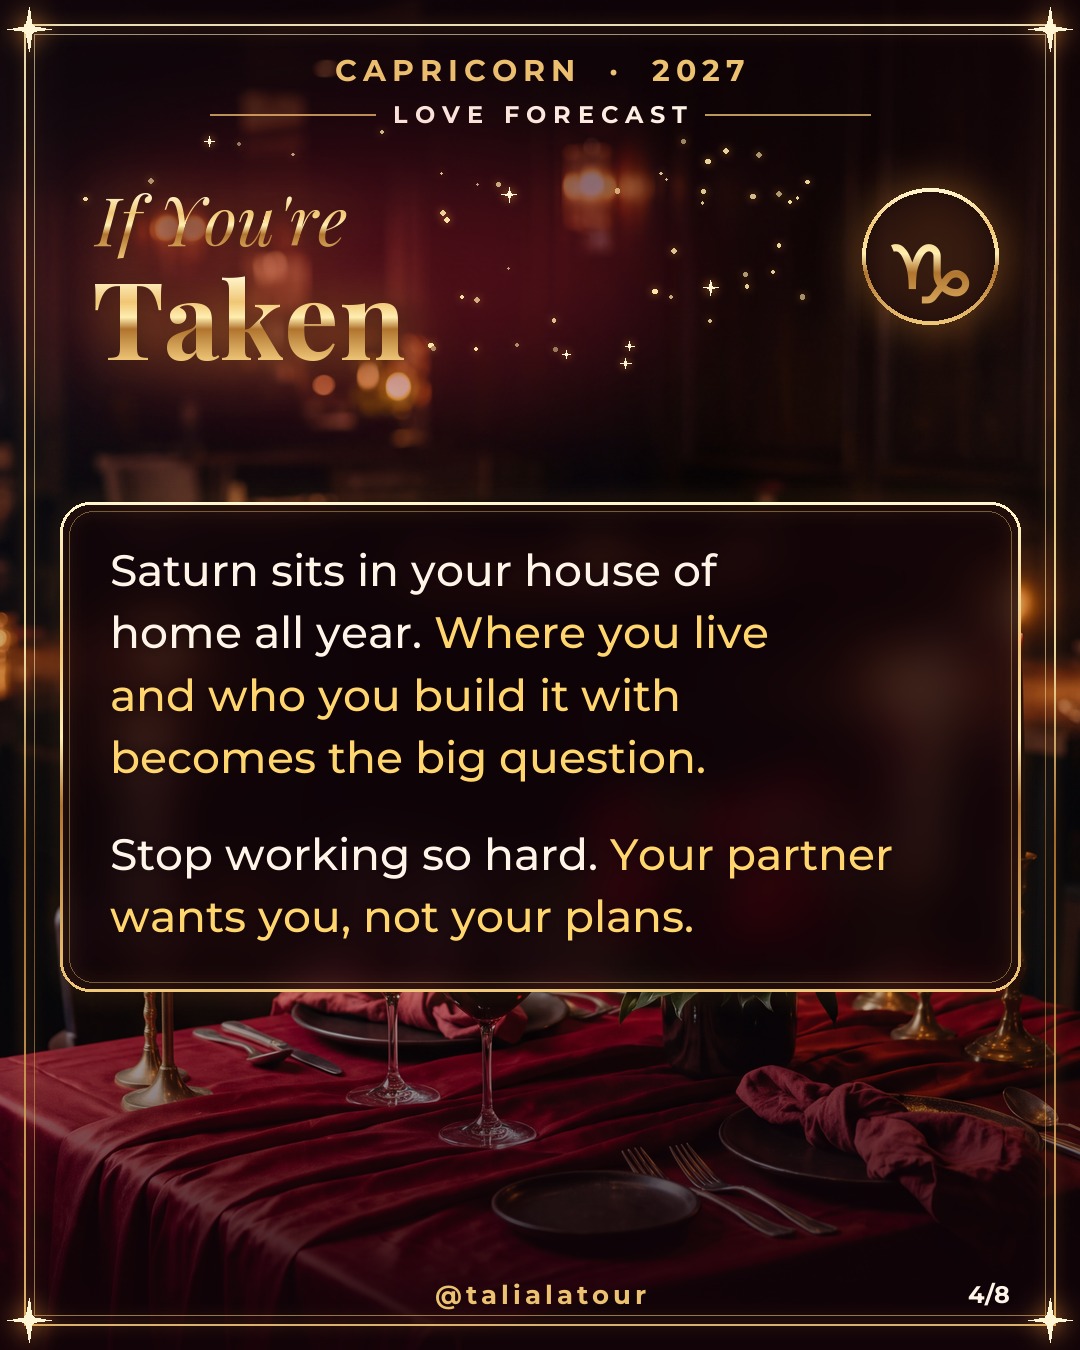 CAPRICORN · 2027
LOVE FORECAST
If You're
Taken
♑
Saturn sits in your house of
home all year. Where you live
and who you build it with
becomes the big question.
Stop working so hard. Your partner
wants you, not your plans.
@talialatour
4/8